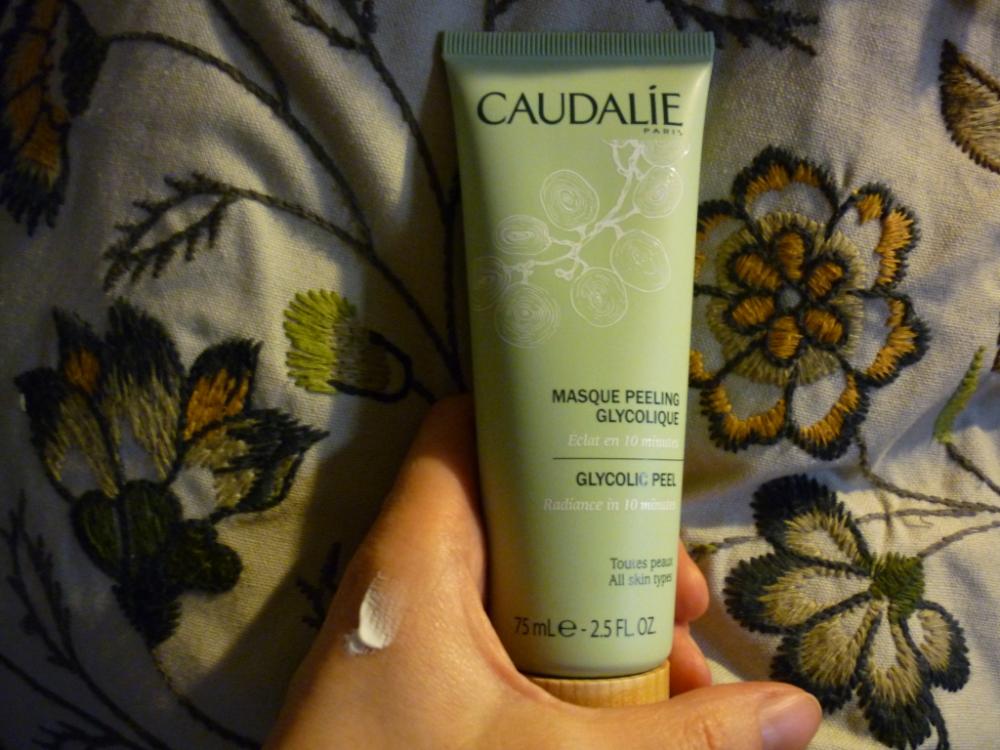 CAUDALÍE
PARIS
MASQUE PEELING
GLYCOLIQUE
Eclat en 10 minutes
GLYCOLIC PEEL
Radiance in 10 minutes
Toutes peaux
All skin types
75 mL e - 2.5 FL. OZ.